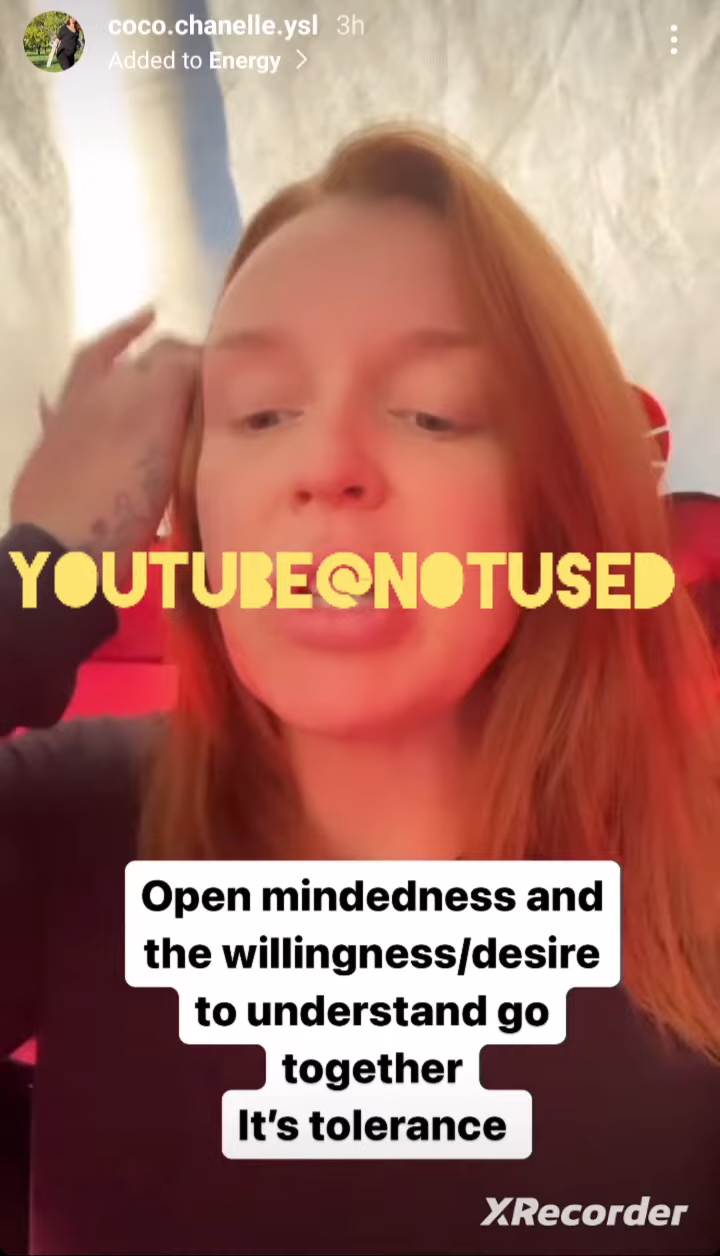 coco.chanelle.ysl 3h
Added to Energy >
YOUTUBE@NOTUSED
Open mindedness and
the willingness/desire
to understand go
together
It’s tolerance
XRecorder